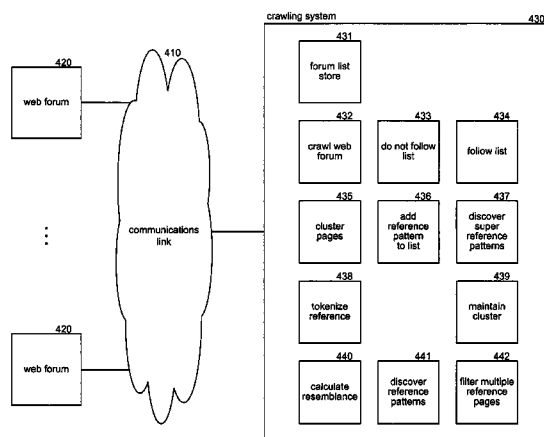 crawling system
430
410
431
forum list
store
420
web forum
432
crawl web
forum
433
do not follow
list
434
follow list
435
cluster
pages
436
add
reference
pattern
to list
437
discover
super
reference
patterns
communications
link
438
tokenize
reference
439
maintain
cluster
420
web forum
440
calculate
resemblance
441
discover
reference
patterns
442
filter multiple
reference
pages